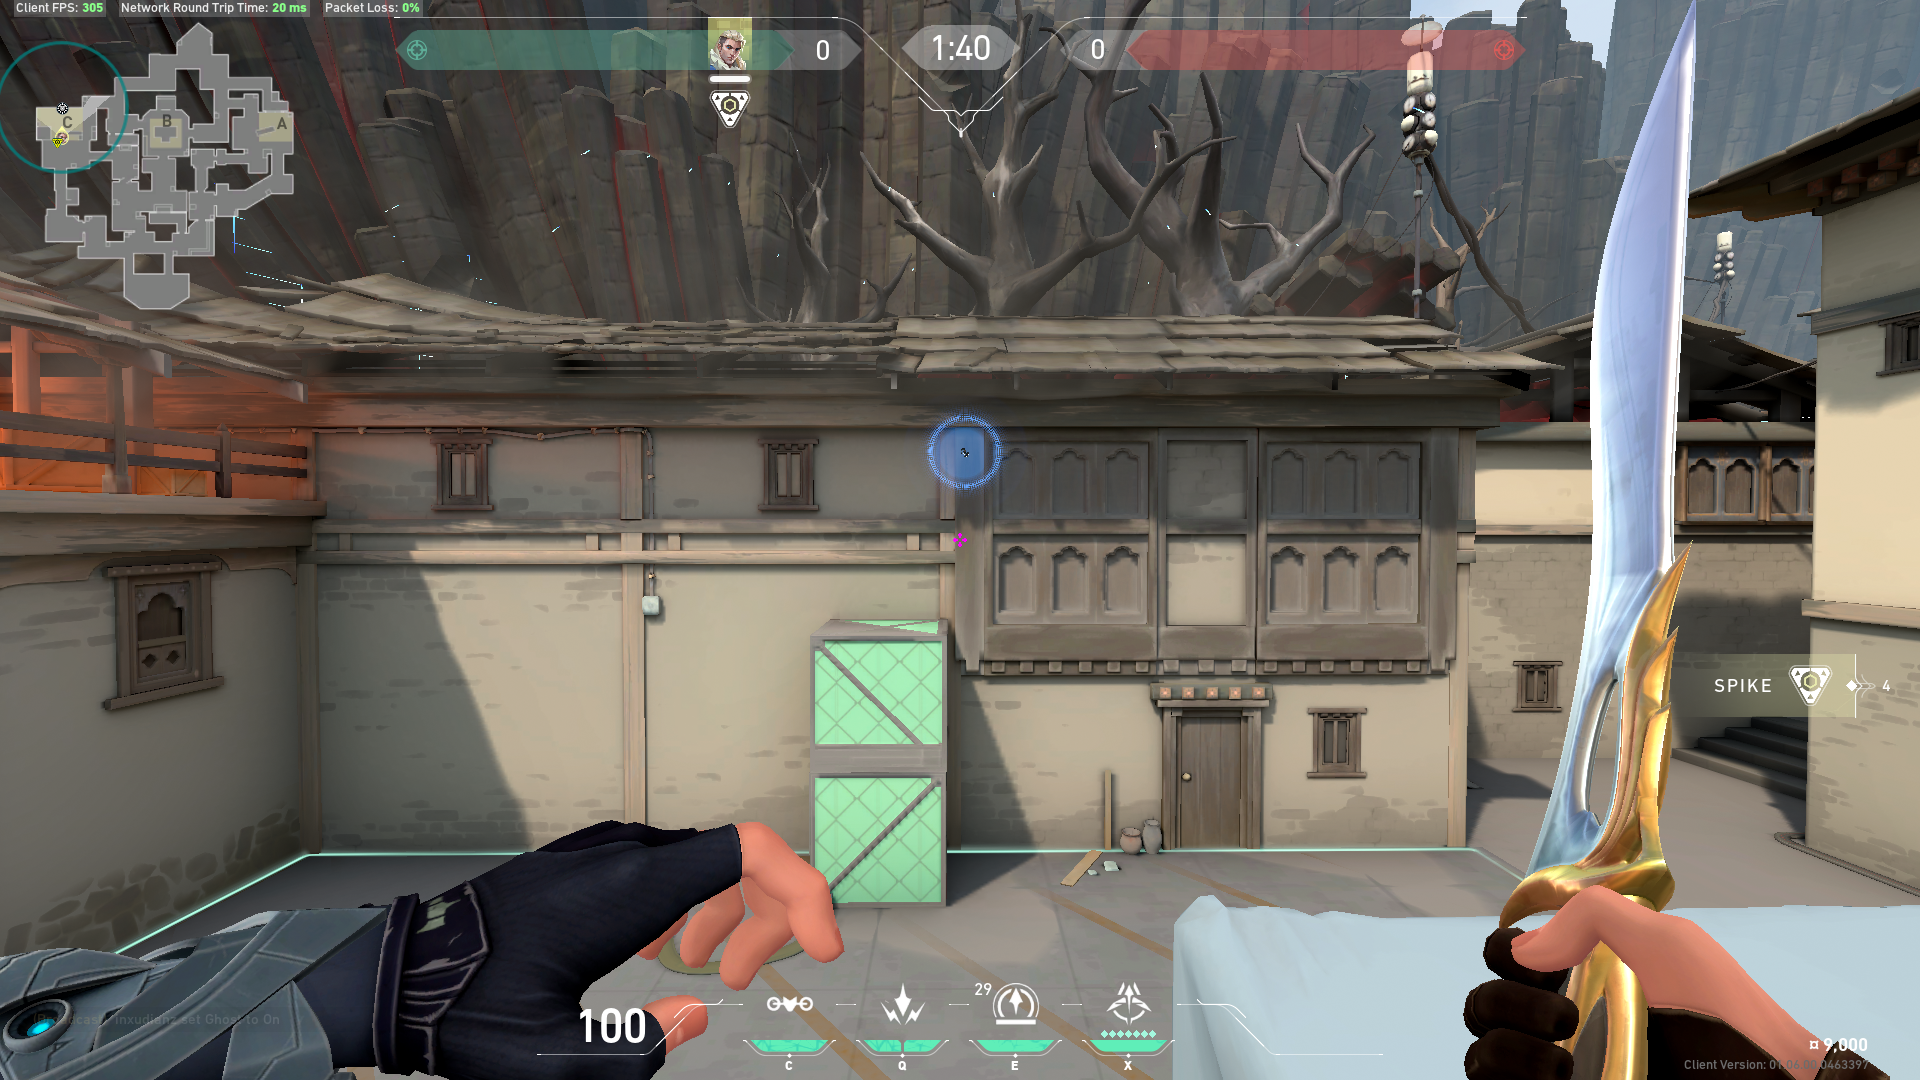 Client FPS: 305 Network Round Trip Time: 20 ms Packet Loss: 0%
0 1:40 0
C B A
SPIKE 4
29
100
C Q E X
¤ 9,000